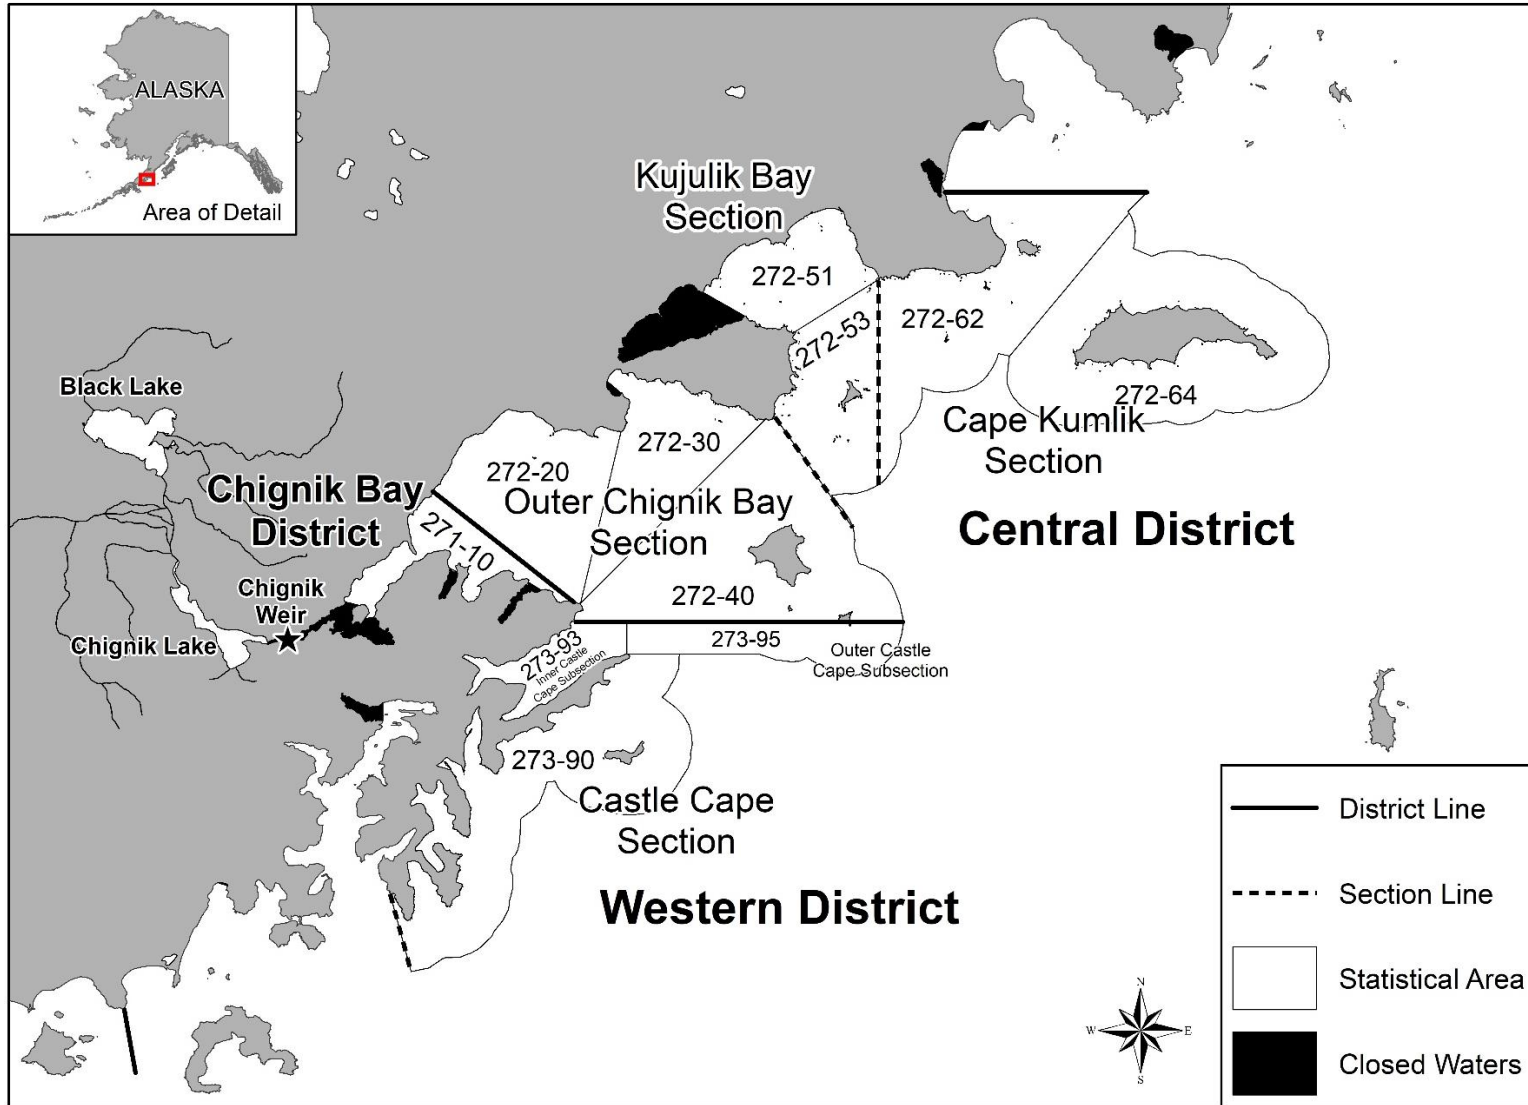 ALASKA
Area of Detail
Kujulik Bay
Section
272-51
272-53
272-62
272-64
Cape Kumlik
Section
Black Lake
272-30
272-20
Chignik Bay
District
Outer Chignik Bay
Section
Central District
271-10
Chignik
Weir
Chignik Lake
272-40
273-93
Inner Castle
Cape Subsection
273-95
Outer Castle
Cape Subsection
273-90
Castle Cape
Section
Western District
District Line
Section Line
Statistical Area
Closed Waters
N
W
E
S